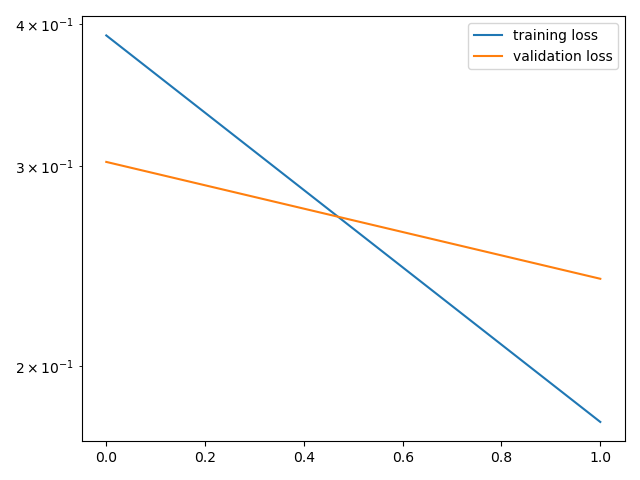 4 × 10⁻¹
3 × 10⁻¹
2 × 10⁻¹
training loss
validation loss
0.0 0.2 0.4 0.6 0.8 1.0